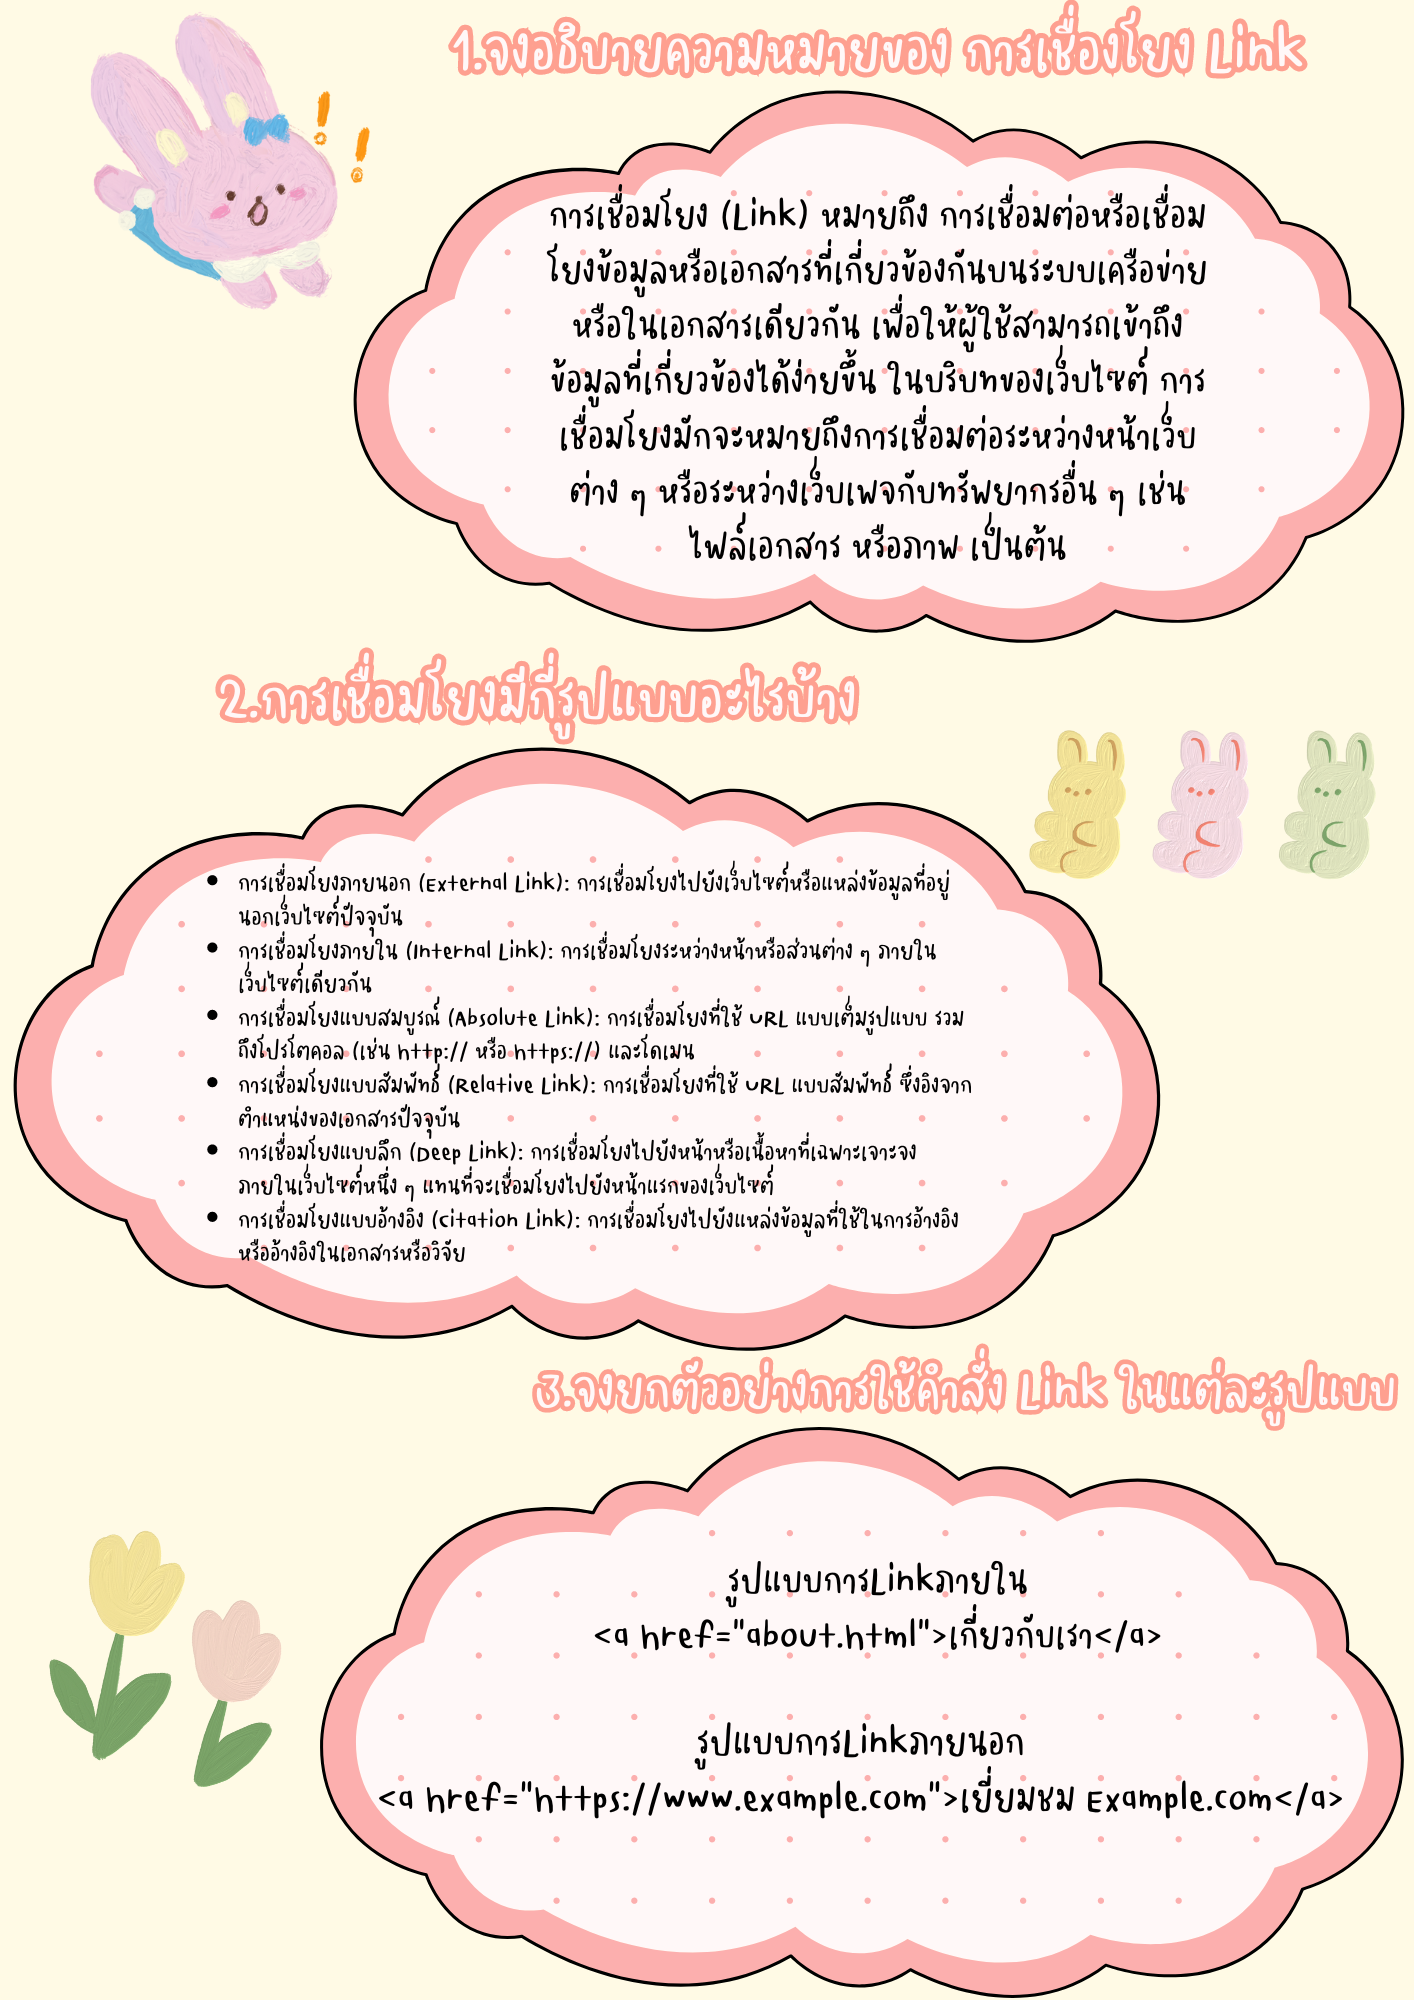 1.จงอธิบายความหมายของ การเชื่องโยง Link
การเชื่อมโยง (Link) หมายถึง การเชื่อมต่อหรือเชื่อม
โยงข้อมูลหรือเอกสารที่เกี่ยวข้องกันบนระบบเครือข่าย
หรือในเอกสารเดียวกัน เพื่อให้ผู้ใช้สามารถเข้าถึง
ข้อมูลที่เกี่ยวข้องได้ง่ายขึ้น ในบริบทของเว็บไซต์ การ
เชื่อมโยงมักจะหมายถึงการเชื่อมต่อระหว่างหน้าเว็บ
ต่าง ๆ หรือระหว่างเว็บเพจกับทรัพยากรอื่น ๆ เช่น
ไฟล์เอกสาร หรือภาพ เป็นต้น
2.การเชื่อมโยงมีกี่รูปแบบอะไรบ้าง
• การเชื่อมโยงภายนอก (External Link): การเชื่อมโยงไปยังเว็บไซต์หรือแหล่งข้อมูลที่อยู่
นอกเว็บไซต์ปัจจุบัน
• การเชื่อมโยงภายใน (Internal Link): การเชื่อมโยงระหว่างหน้าหรือส่วนต่าง ๆ ภายใน
เว็บไซต์เดียวกัน
• การเชื่อมโยงแบบสมบูรณ์ (Absolute Link): การเชื่อมโยงที่ใช้ URL แบบเต็มรูปแบบ รวม
ถึงโปรโตคอล (เช่น http:// หรือ https://) และโดเมน
• การเชื่อมโยงแบบสัมพัทธ์ (Relative Link): การเชื่อมโยงที่ใช้ URL แบบสัมพัทธ์ ซึ่งอิงจาก
ตำแหน่งของเอกสารปัจจุบัน
• การเชื่อมโยงแบบลึก (Deep Link): การเชื่อมโยงไปยังหน้าหรือเนื้อหาที่เฉพาะเจาะจง
ภายในเว็บไซต์หนึ่ง ๆ แทนที่จะเชื่อมโยงไปยังหน้าแรกของเว็บไซต์
• การเชื่อมโยงแบบอ้างอิง (Citation Link): การเชื่อมโยงไปยังแหล่งข้อมูลที่ใช้ในการอ้างอิง
หรืออ้างอิงในเอกสารหรือวิจัย
3.จงยกตัวอย่างการใช้คำสั่ง Link ในแต่ละรูปแบบ
รูปแบบการLinkภายใน
<a href="about.html">เกี่ยวกับเรา</a>
รูปแบบการLinkภายนอก
<a href="https://www.example.com">เยี่ยมชม Example.com</a>